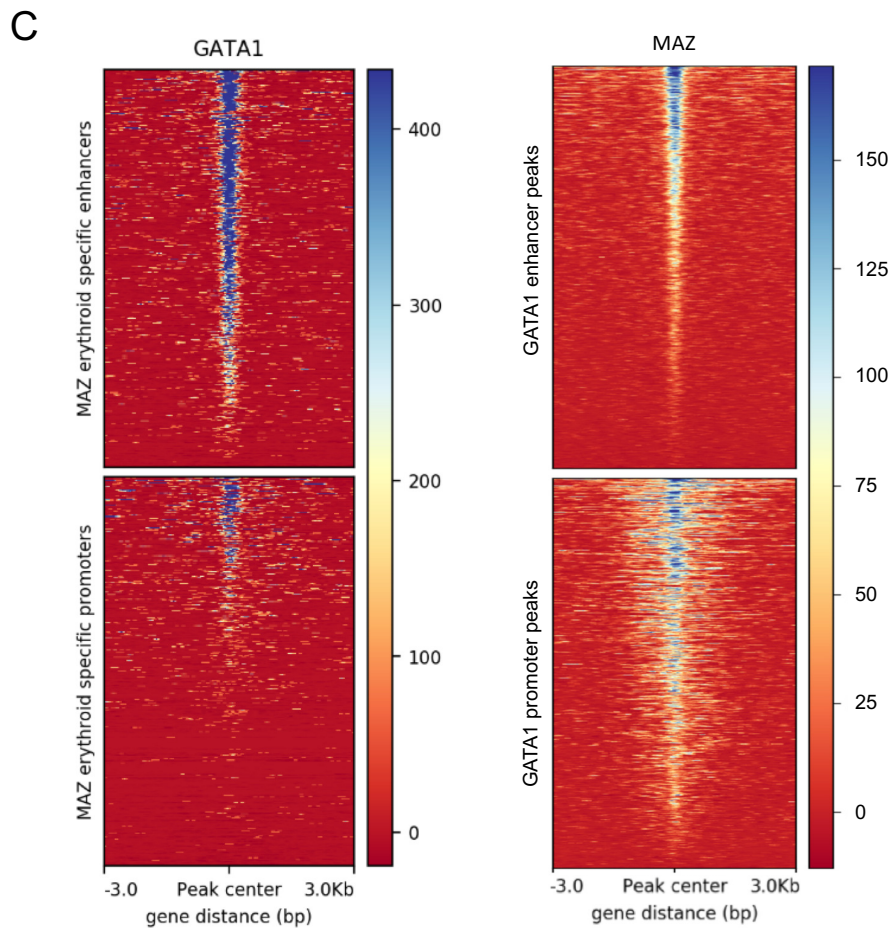 C
GATA1
MAZ erythroid specific enhancers
MAZ erythroid specific promoters
400
300
200
100
0
-3.0 Peak center 3.0Kb
gene distance (bp)
MAZ
GATA1 enhancer peaks
GATA1 promoter peaks
150
125
100
75
50
25
0
-3.0 Peak center 3.0Kb
gene distance (bp)